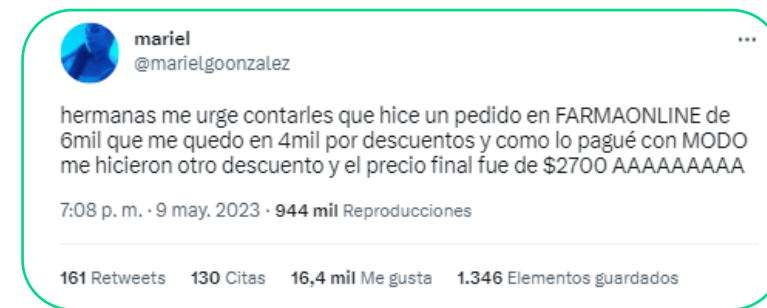 mariel
@marielgoonzalez
hermanas me urge contarles que hice un pedido en FARMAONLINE de
6mil que me quedo en 4mil por descuentos y como lo pagué con MODO
me hicieron otro descuento y el precio final fue de $2700 AAAAAAAAA
7:08 p. m. · 9 may. 2023 · 944 mil Reproducciones
161 Retweets 130 Citas 16,4 mil Me gusta 1.346 Elementos guardados